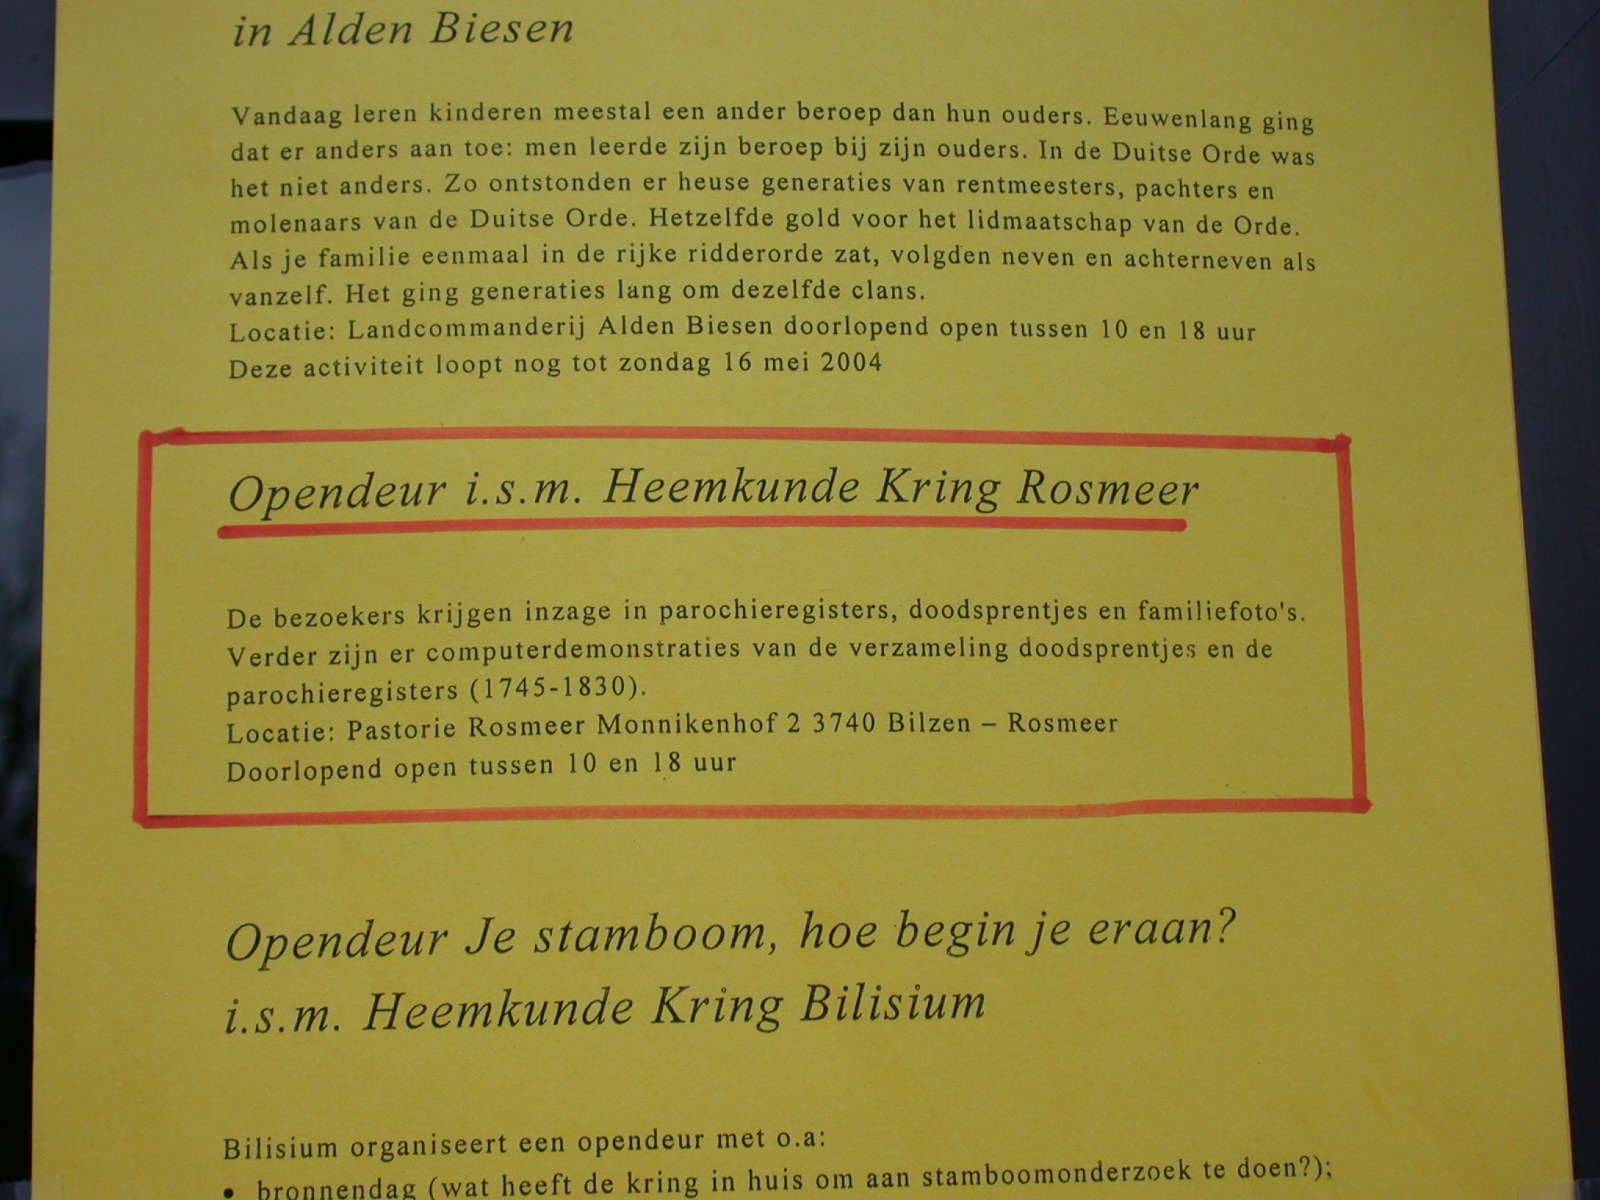 in Alden Biesen
Vandaag leren kinderen meestal een ander beroep dan hun ouders. Eeuwenlang ging
dat er anders aan toe: men leerde zijn beroep bij zijn ouders. In de Duitse Orde was
het niet anders. Zo ontstonden er heuse generaties van rentmeesters, pachters en
molenaars van de Duitse Orde. Hetzelfde gold voor het lidmaatschap van de Orde.
Als je familie eenmaal in de rijke ridderorde zat, volgden neven en achterneven als
vanzelf. Het ging generaties lang om dezelfde clans.
Locatie: Landcommanderij Alden Biesen doorlopend open tussen 10 en 18 uur
Deze activiteit loopt nog tot zondag 16 mei 2004
Opendeur i.s.m. Heemkunde Kring Rosmeer
De bezoekers krijgen inzage in parochieregisters, doodsprentjes en familiefoto's.
Verder zijn er computerdemonstraties van de verzameling doodsprentjes en de
parochieregisters (1745-1830).
Locatie: Pastorie Rosmeer Monnikenhof 2 3740 Bilzen – Rosmeer
Doorlopend open tussen 10 en 18 uur
Opendeur Je stamboom, hoe begin je eraan?
i.s.m. Heemkunde Kring Bilisium
Bilisium organiseert een opendeur met o.a:
• bronnendag (wat heeft de kring in huis om aan stamboomonderzoek te doen?);